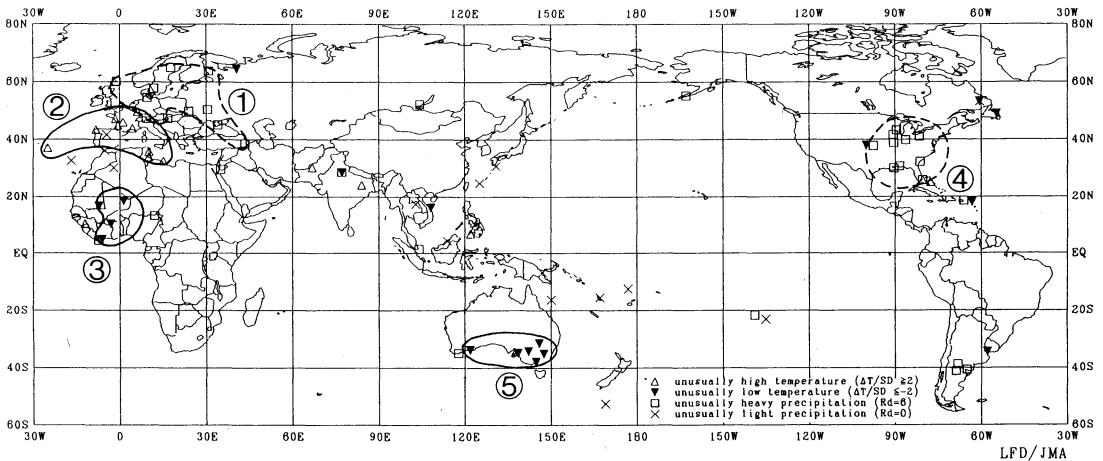 30W 0 30E 60E 90E 120E 150E 180 150W 120W 90W 60W 30W
80N 80N
60N 60N
40N 40N
20N 20N
EQ EQ
20S 20S
40S 40S
60S 60S
①
②
③
④
⑤
△ unusually high temperature (ΔT/SD ≥2)
▼ unusually low temperature (ΔT/SD ≤-2)
□ unusually heavy precipitation (Rd=6)
× unusually light precipitation (Rd=0)
30W 0 30E 60E 90E 120E 150E 180 150W 120W 90W 60W 30W
LFD/JMA